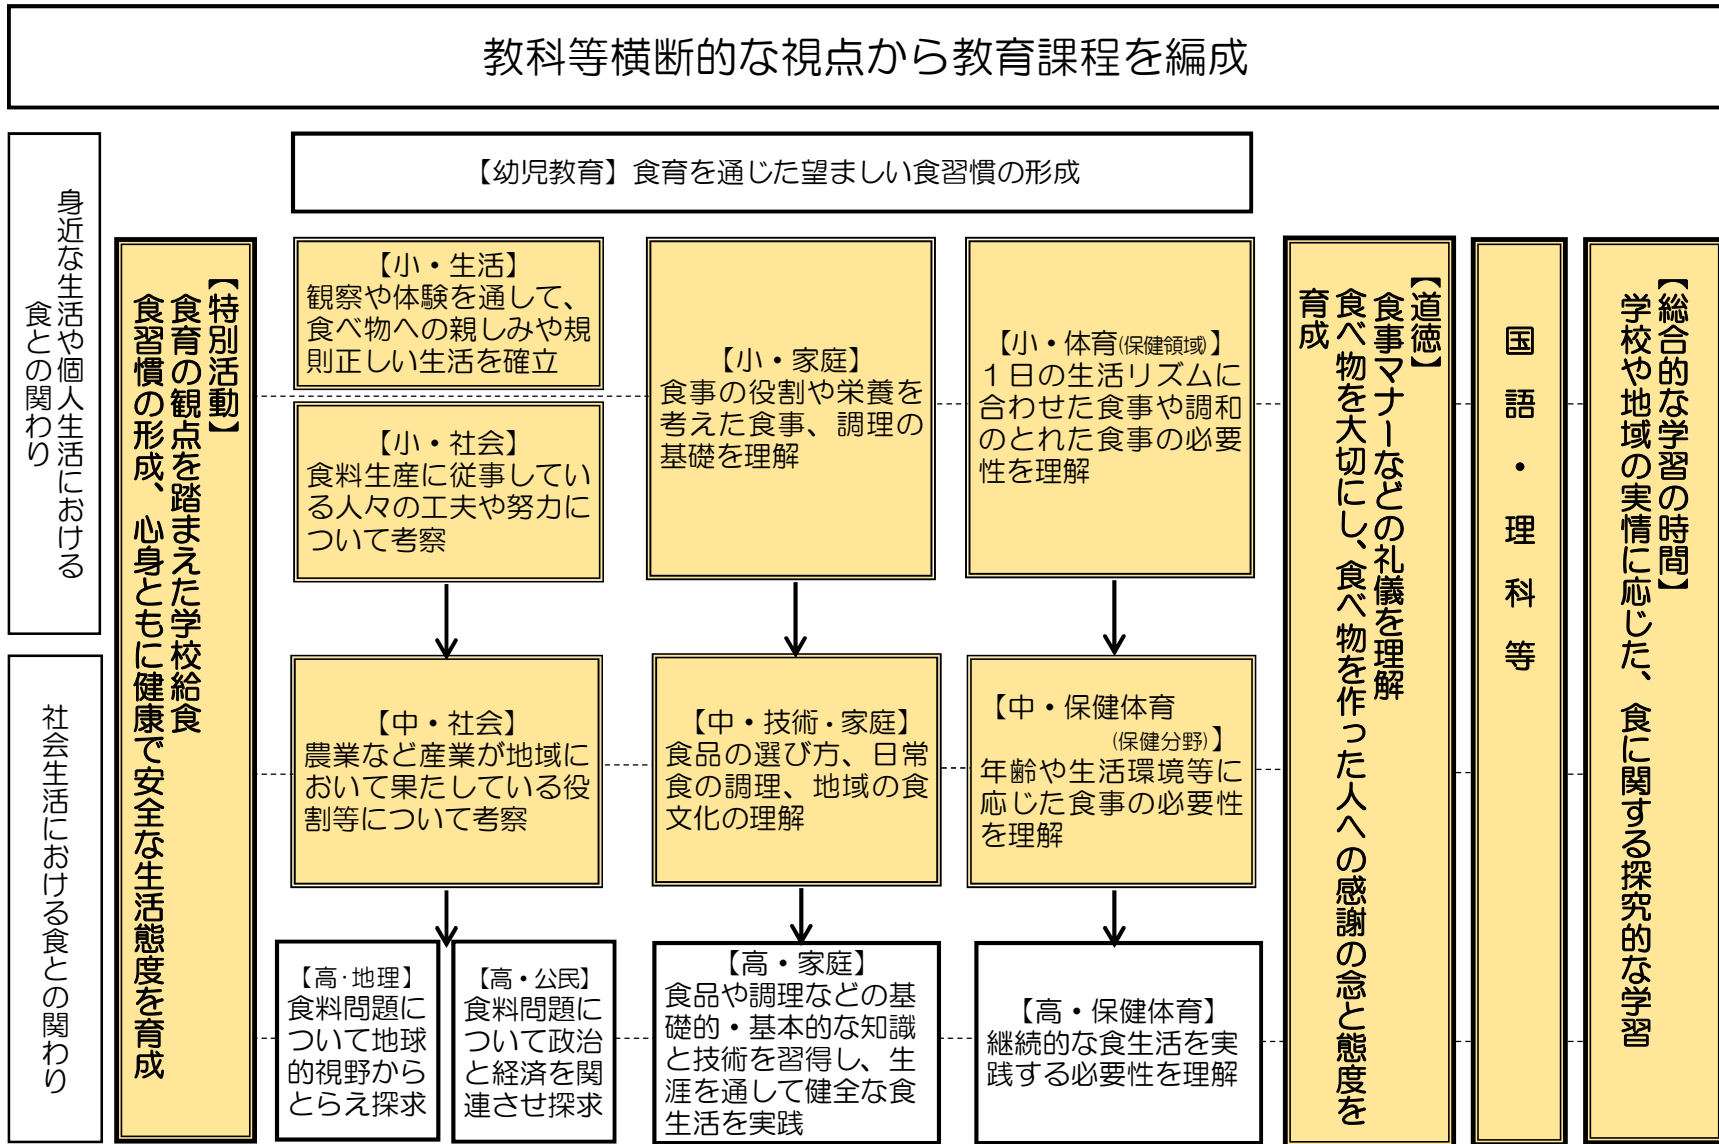 教科等横断的な視点から教育課程を編成
身近な生活や個人生活における
食との関わり
社会生活における食との関わり
【幼児教育】食育を通じた望ましい食習慣の形成
【特別活動】
食育の観点を踏まえた学校給食
食習慣の形成、心身ともに健康で安全な生活態度を育成
【小・生活】
観察や体験を通して、
食べ物への親しみや規
則正しい生活を確立
【小・社会】
食料生産に従事してい
る人々の工夫や努力に
ついて考察
【小・家庭】
食事の役割や栄養を
考えた食事、調理の
基礎を理解
【小・体育(保健領域)】
１日の生活リズムに
合わせた食事や調和
のとれた食事の必要
性を理解
【中・社会】
農業など産業が地域に
おいて果たしている役
割等について考察
【中・技術・家庭】
食品の選び方、日常
食の調理、地域の食
文化の理解
【中・保健体育
(保健分野)】
年齢や生活環境等に
応じた食事の必要性
を理解
【高・地理】
食料問題に
ついて地球
的視野から
とらえ探求
【高・公民】
食料問題に
ついて政治
と経済を関
連させ探求
【高・家庭】
食品や調理などの基
礎的・基本的な知識
と技術を習得し、生
涯を通して健全な食
生活を実践
【高・保健体育】
継続的な食生活を実
践する必要性を理解
【道徳】
食事マナーなどの礼儀を理解
食べ物を大切にし、食べ物を作った人への感謝の念と態度を
育成
国語・理科等
【総合的な学習の時間】
学校や地域の実情に応じた、食に関する探究的な学習